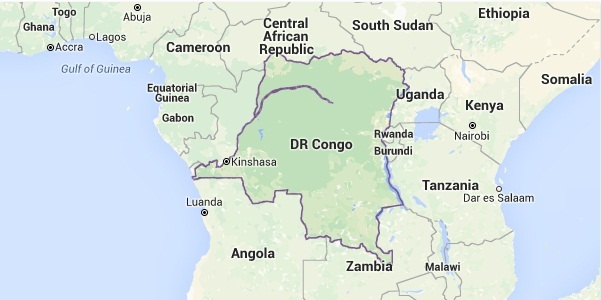 Togo
Ghana
Accra
Lagos
Abuja
Gulf of Guinea
Cameroon
Central
African
Republic
South Sudan
Ethiopia
Somalia
Equatorial
Guinea
Gabon
Uganda
Kenya
Nairobi
Rwanda
Burundi
DR Congo
Kinshasa
Tanzania
Dar es Salaam
Luanda
Angola
Zambia
Malawi